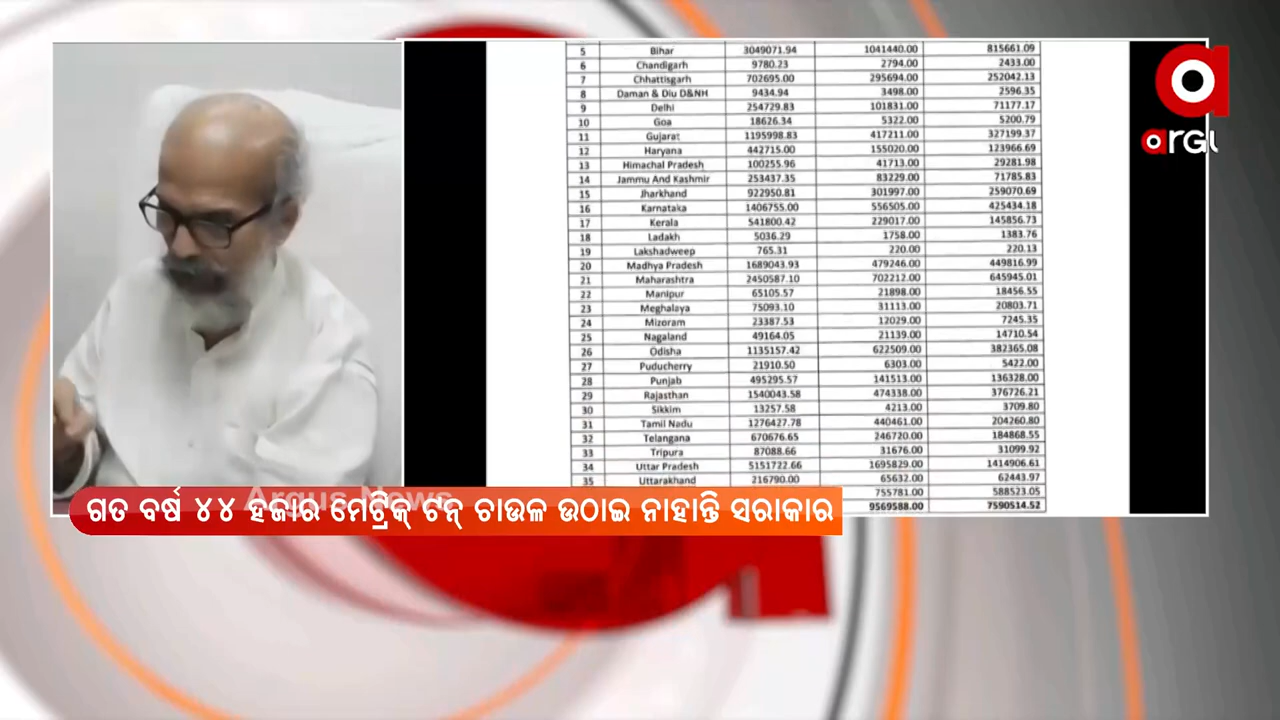 5 Bihar 3049071.94 1041440.00 815661.09
6 Chandigarh 9780.23 2794.00 2433.00
7 Chhattisgarh 702695.00 295694.00 252042.13
8 Daman & Diu D&NH 9434.94 3498.00 2596.35
9 Delhi 254729.83 101831.00 71177.17
10 Goa 18626.34 5322.00 5200.79
11 Gujarat 1195998.83 417211.00 327199.37
12 Haryana 442715.00 155020.00 123966.69
13 Himachal Pradesh 100255.96 41713.00 29281.98
14 Jammu And Kashmir 253437.35 83229.00 71785.83
15 Jharkhand 922950.81 301997.00 259070.69
16 Karnataka 1406755.00 556505.00 425434.18
17 Kerala 541800.42 229017.00 145856.73
18 Ladakh 5036.29 1758.00 1383.76
19 Lakshadweep 765.31 220.00 220.13
20 Madhya Pradesh 1689043.93 479246.00 449816.99
21 Maharashtra 2450587.10 702212.00 645945.01
22 Manipur 65105.57 21898.00 18456.55
23 Meghalaya 75093.10 31113.00 20803.71
24 Mizoram 23387.53 12029.00 7245.35
25 Nagaland 49164.05 21139.00 14710.54
26 Odisha 1135157.42 622509.00 382365.08
27 Puducherry 21910.50 6303.00 5422.00
28 Punjab 495295.57 141513.00 136328.00
29 Rajasthan 1540043.58 474338.00 376726.21
30 Sikkim 13257.58 4213.00 3709.80
31 Tamil Nadu 1276427.78 440461.00 204260.80
32 Telangana 670676.65 246720.00 184868.55
33 Tripura 87088.66 31676.00 31099.92
34 Uttar Pradesh 5151722.66 1695829.00 1414906.61
35 Uttarakhand 216790.00 65632.00 62443.97
755781.00 588523.05
9569588.00 7590514.52
Argus News
ଗତ ବର୍ଷ ୪୪ ହଜାର ମେଟ୍ରିକ୍ ଟନ୍ ଚାଉଳ ଉଠାଇ ନାହାନ୍ତି ସରାକାର